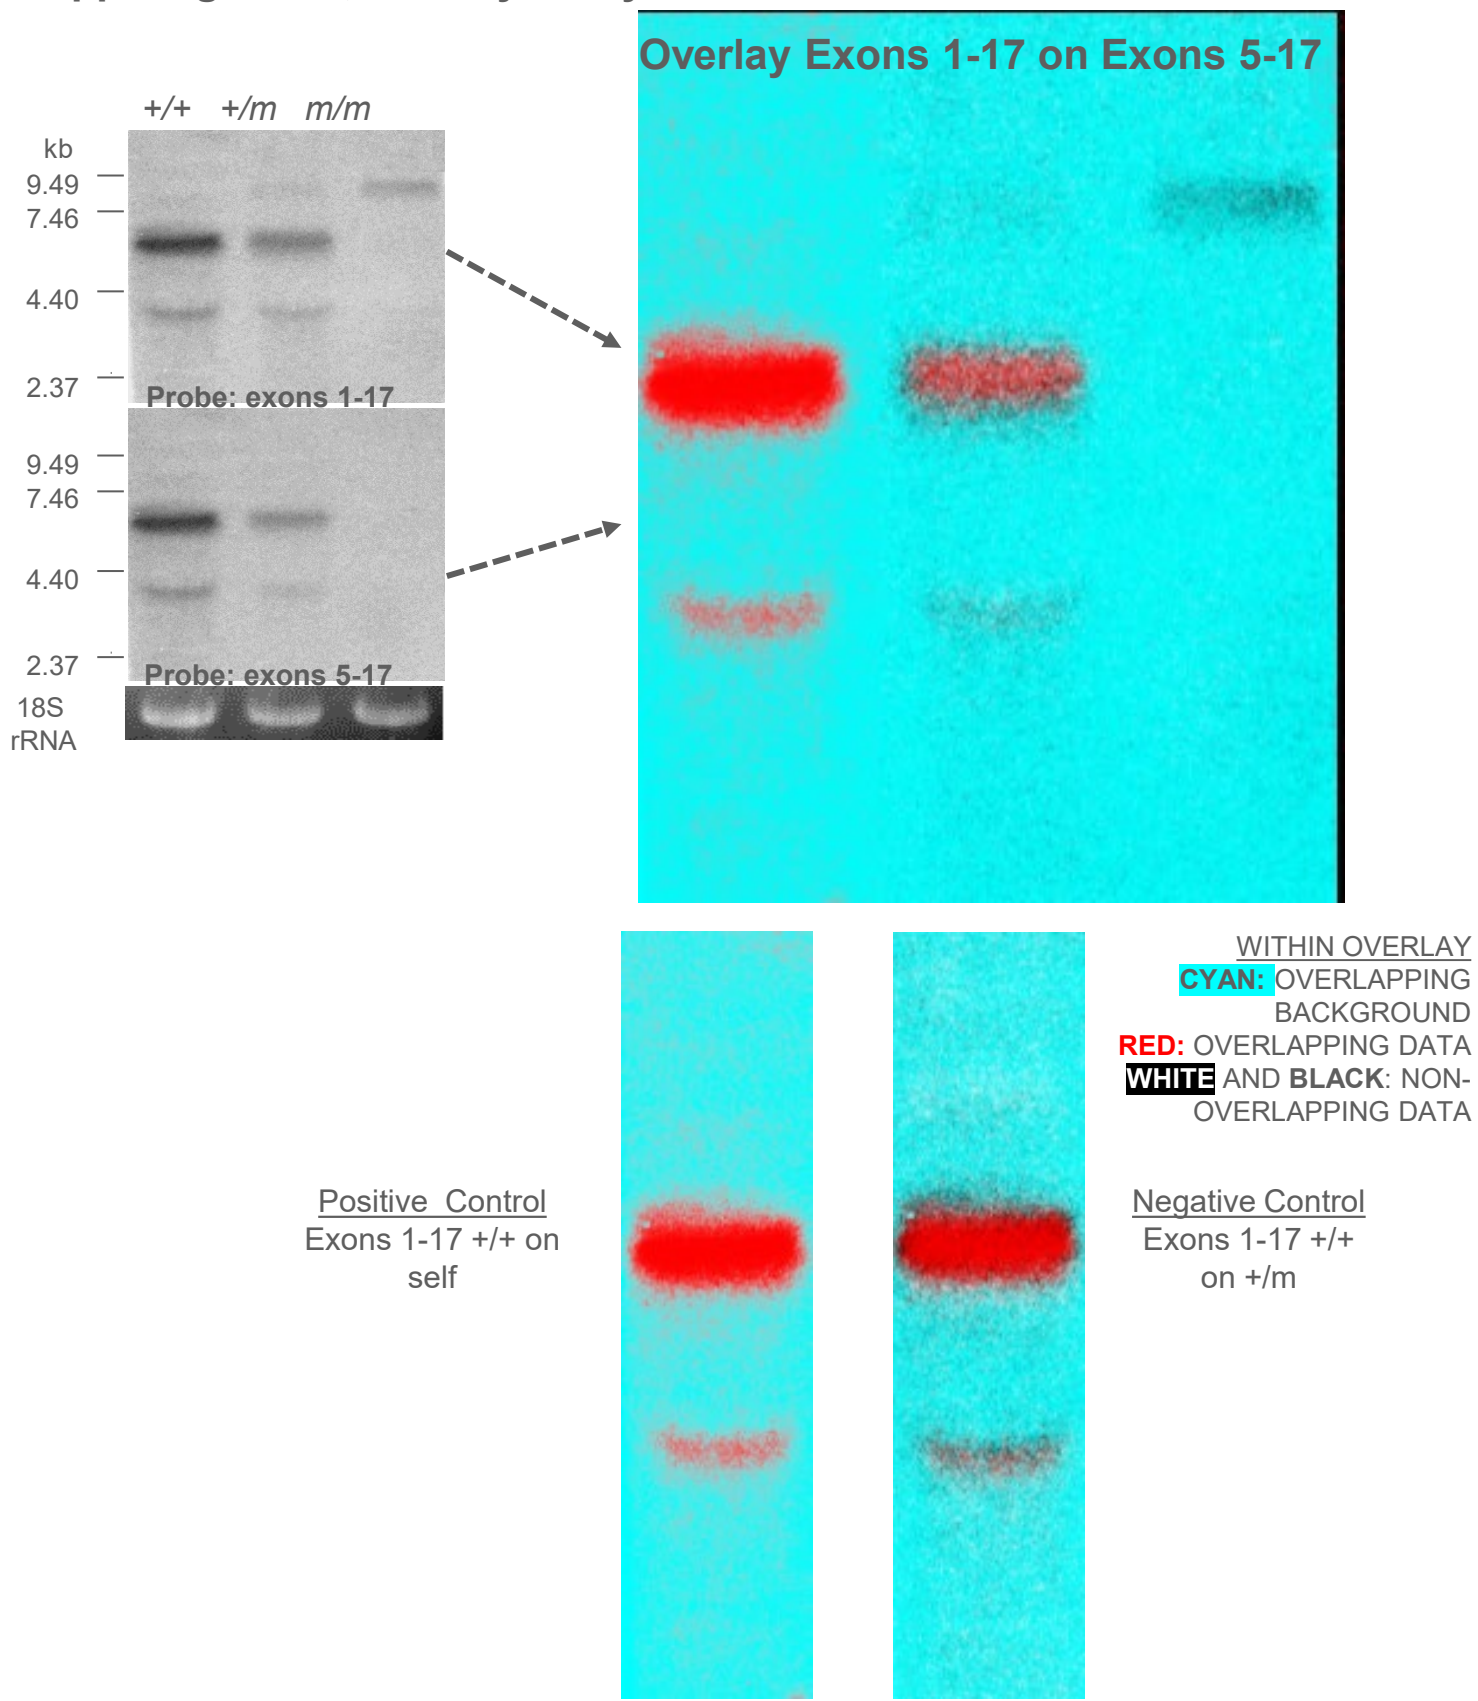 Overlay Exons 1-17 on Exons 5-17
+/+ +/m m/m
kb
9.49
7.46
4.40
2.37
Probe: exons 1-17
9.49
7.46
4.40
2.37
Probe: exons 5-17
18S
rRNA
WITHIN OVERLAY
CYAN: OVERLAPPING
BACKGROUND
RED: OVERLAPPING DATA
WHITE AND BLACK: NON-
OVERLAPPING DATA
Positive Control
Exons 1-17 +/+ on
self
Negative Control
Exons 1-17 +/+
on +/m